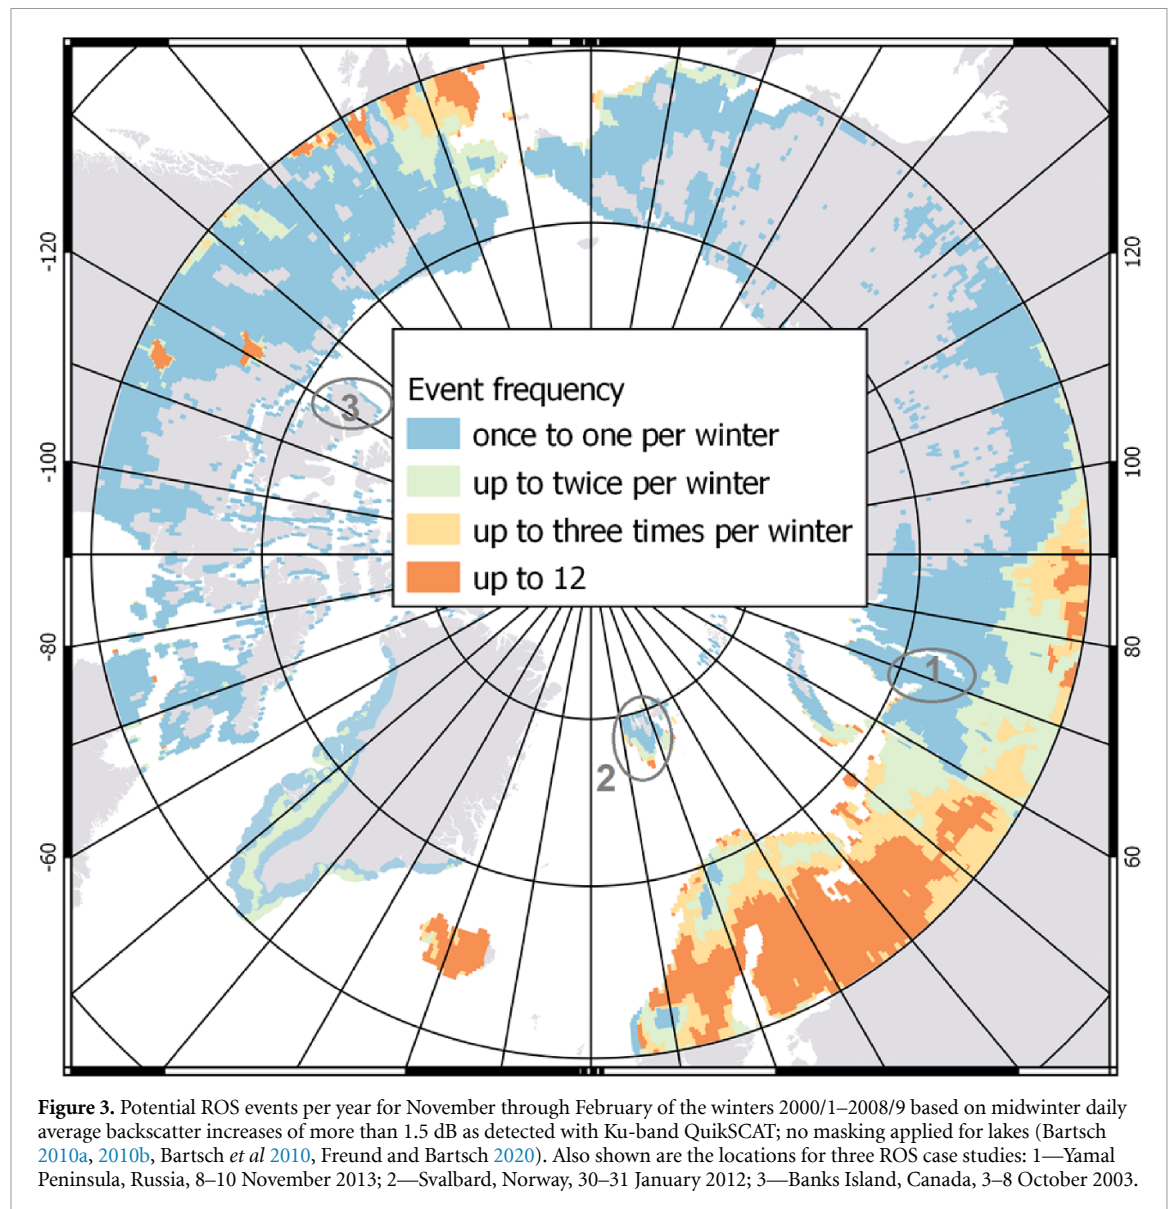 -120
-100
-80
-60
120
100
80
60
3
Event frequency
once to one per winter
up to twice per winter
up to three times per winter
up to 12
1
2
Figure 3. Potential ROS events per year for November through February of the winters 2000/1–2008/9 based on midwinter daily
average backscatter increases of more than 1.5 dB as detected with Ku-band QuikSCAT; no masking applied for lakes (Bartsch
2010a, 2010b, Bartsch et al 2010, Freund and Bartsch 2020). Also shown are the locations for three ROS case studies: 1—Yamal
Peninsula, Russia, 8–10 November 2013; 2—Svalbard, Norway, 30–31 January 2012; 3—Banks Island, Canada, 3–8 October 2003.